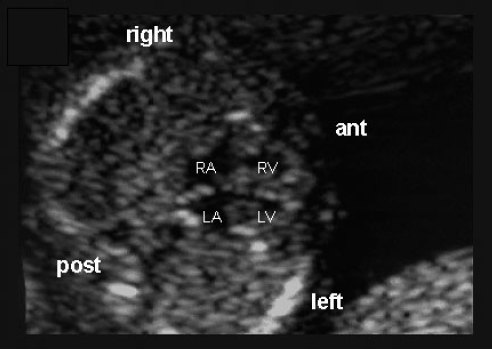 right
ant
RA RV
LA LV
post
left